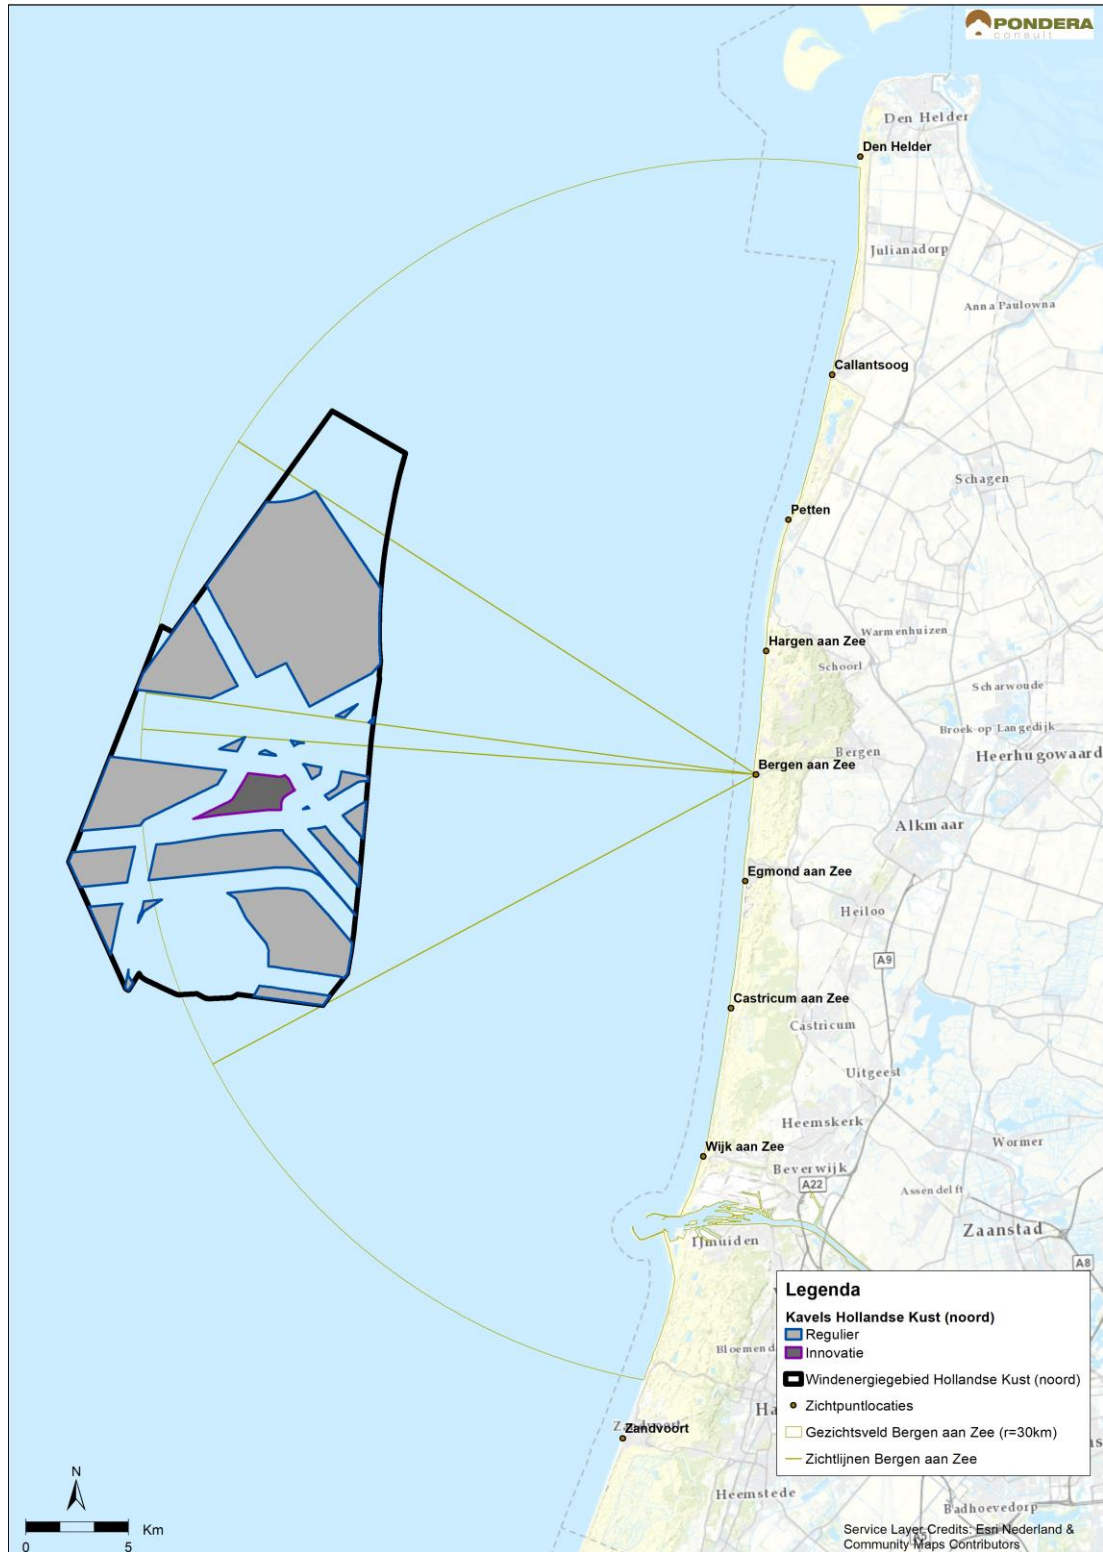 PONDERA
consult
Den Helder
Den Helder
Julianadorp
Anna Paulowna
Callantsoog
Schagen
Petten
Warmenhuizen
Hargen aan Zee
Schoorl
Scharwoude
Broek op Langedijk
Bergen
Heerhugowaard
Bergen aan Zee
Alkmaar
Egmond aan Zee
Heiloo
A9
Castricum aan Zee
Castricum
Uitgeest
Heemskerk
Wormer
Wijk aan Zee
Beverwijk
A22
Assendelft
Zaanstad
IJmuiden
A8
Legenda
Kavels Hollandse Kust (noord)
Regulier
Innovatie
Windenergiegebied Hollandse Kust (noord)
Zichtpuntlocaties
Gezichtsveld Bergen aan Zee (r=30km)
Zichtlijnen Bergen aan Zee
Bloemend
Ha
Zandvoort
Zandvoort
Heemstede
Badhoevedorp
N
Km
0 5
Service Layer Credits: Esri Nederland &
Community Maps Contributors